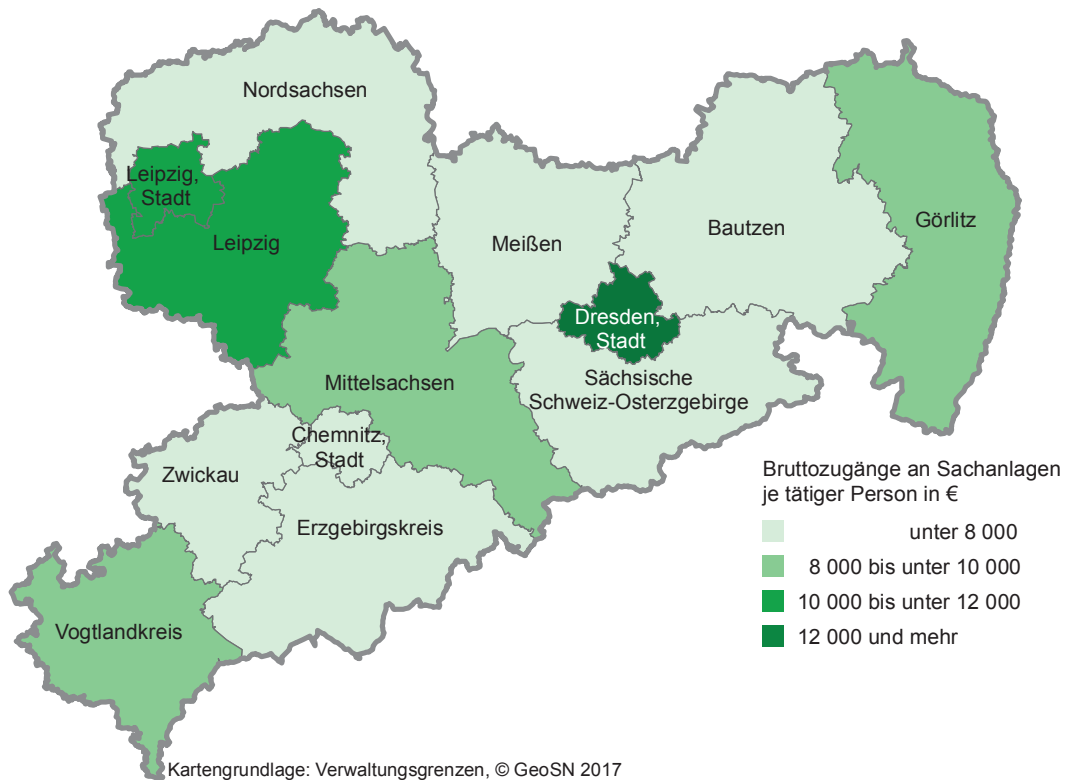 Nordsachsen
Leipzig,
Stadt
Leipzig
Meißen
Bautzen
Görlitz
Dresden,
Stadt
Mittelsachsen
Sächsische
Schweiz-Osterzgebirge
Chemnitz,
Stadt
Zwickau
Erzgebirgskreis
Vogtlandkreis
Bruttozugänge an Sachanlagen
je tätiger Person in €
unter 8 000
8 000 bis unter 10 000
10 000 bis unter 12 000
12 000 und mehr
Kartengrundlage: Verwaltungsgrenzen, © GeoSN 2017